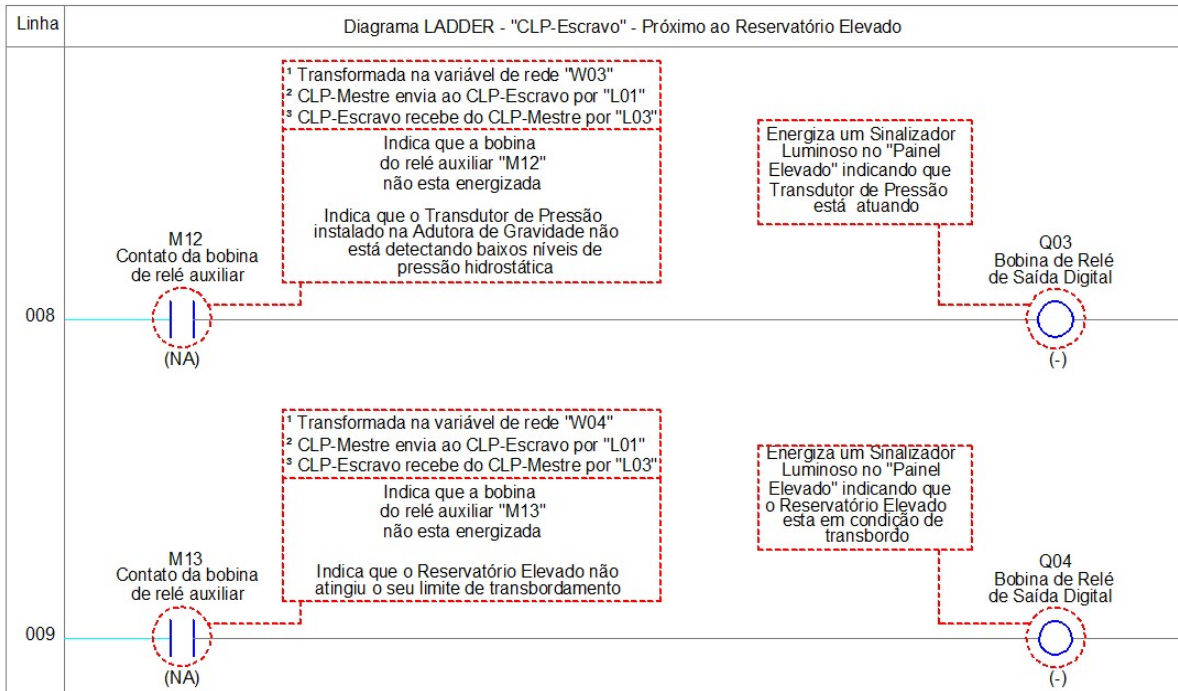 Linha
Diagrama LADDER - "CLP-Escravo" - Próximo ao Reservatório Elevado
¹ Transformada na variável de rede "W03"
² CLP-Mestre envia ao CLP-Escravo por "L01"
³ CLP-Escravo recebe do CLP-Mestre por "L03"
Indica que a bobina
do relé auxiliar "M12"
não esta energizada
Indica que o Transdutor de Pressão
instalado na Adutora de Gravidade não
está detectando baixos níveis de
pressão hidrostática
Energiza um Sinalizador
Luminoso no "Painel
Elevado" indicando que
Transdutor de Pressão
está atuando
M12
Contato da bobina
de relé auxiliar
Q03
Bobina de Relé
de Saída Digital
008
(NA)
(-)
¹ Transformada na variável de rede "W04"
² CLP-Mestre envia ao CLP-Escravo por "L01"
³ CLP-Escravo recebe do CLP-Mestre por "L03"
Indica que a bobina
do relé auxiliar "M13"
não esta energizada
Indica que o Reservatório Elevado não
atingiu o seu limite de transbordamento
Energiza um Sinalizador
Luminoso no "Painel
Elevado" indicando que
o Reservatório Elevado
esta em condição de
transbordo
M13
Contato da bobina
de relé auxiliar
Q04
Bobina de Relé
de Saída Digital
009
(NA)
(-)